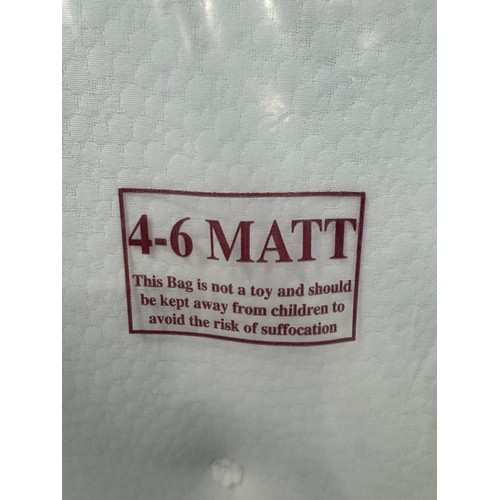 4-6 MATT
This Bag is not a toy and should
be kept away from children to
avoid the risk of suffocation